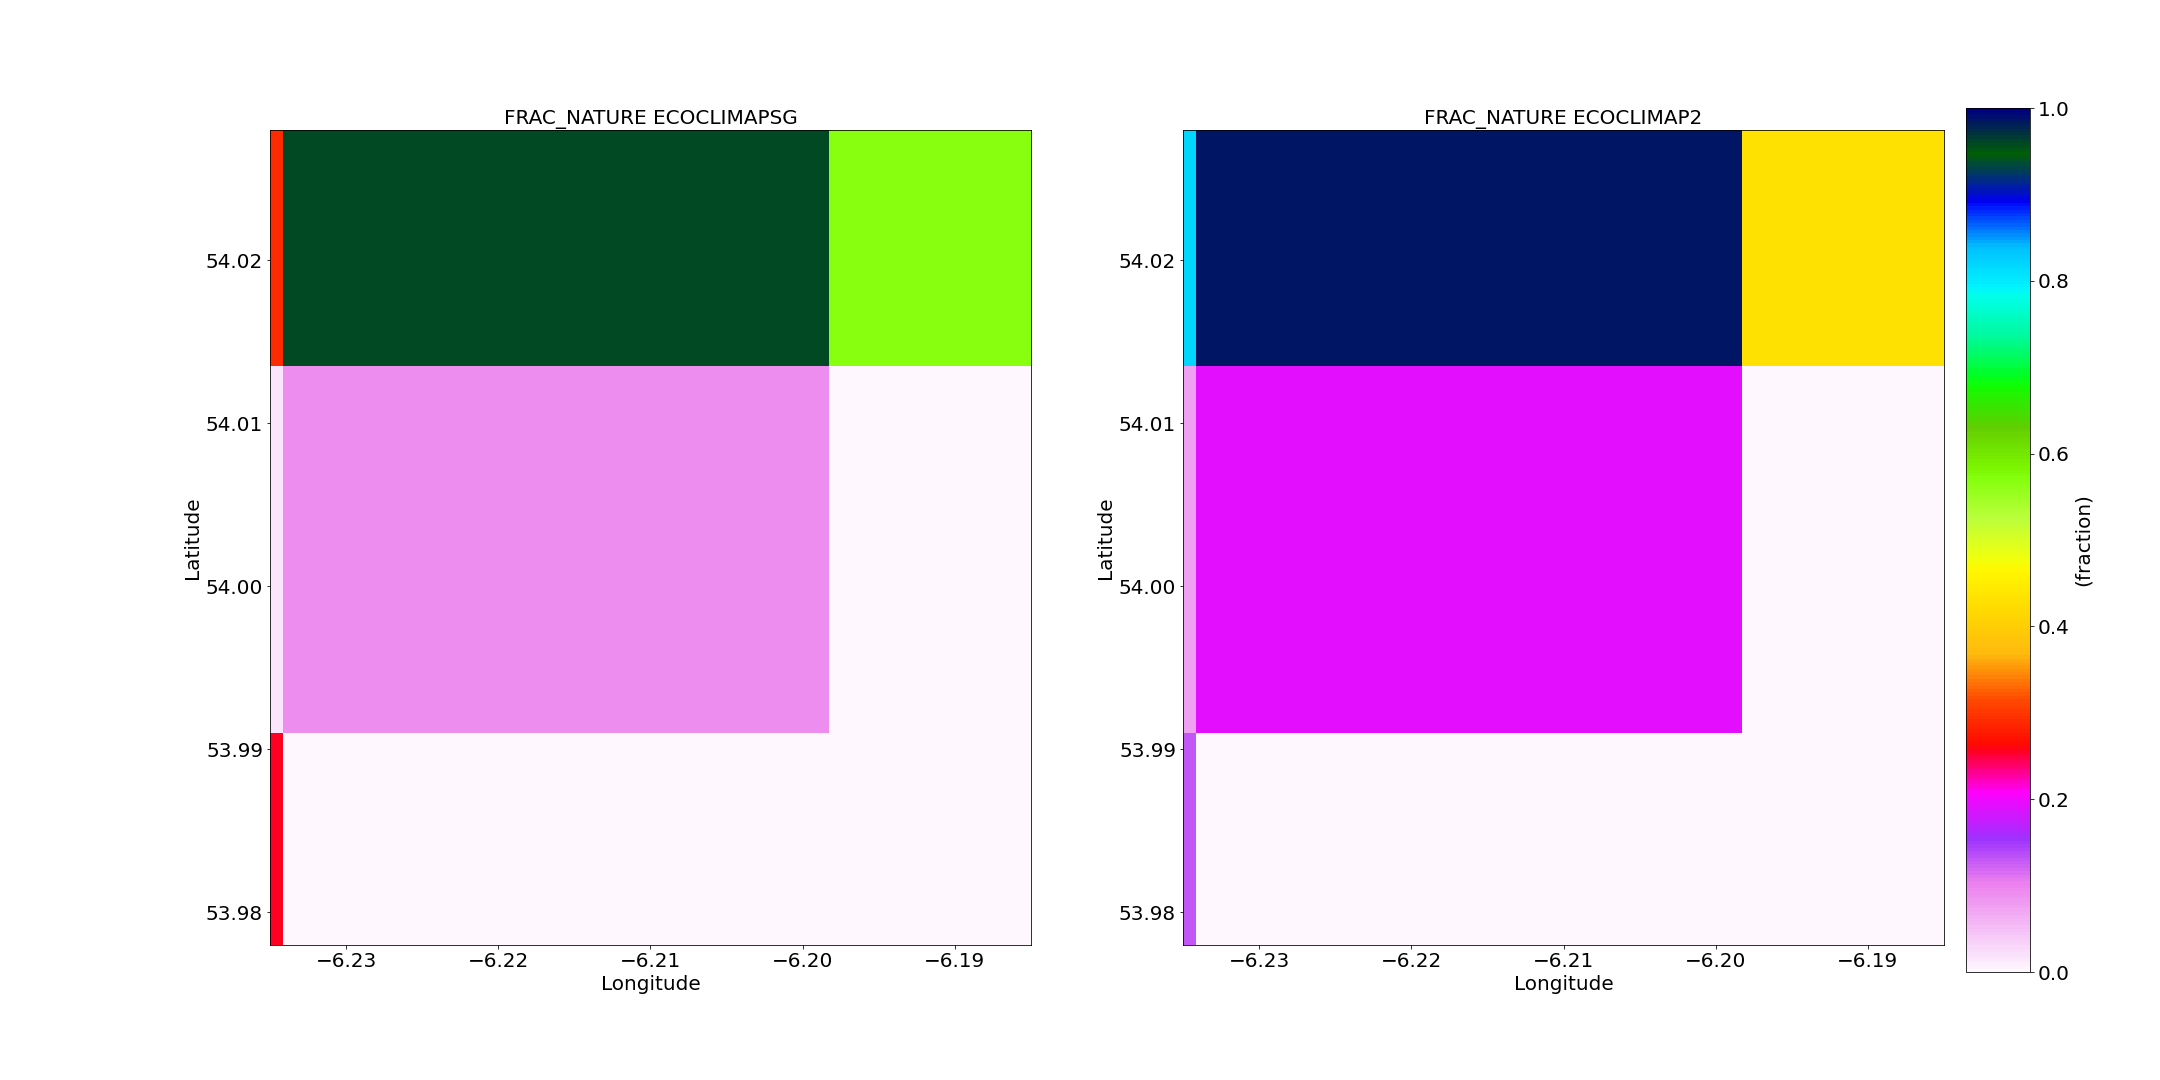 FRAC_NATURE ECOCLIMAPSG
54.02
54.01
54.00
53.99
53.98
Latitude
−6.23 −6.22 −6.21 −6.20 −6.19
Longitude
FRAC_NATURE ECOCLIMAP2
54.02
54.01
54.00
53.99
53.98
Latitude
−6.23 −6.22 −6.21 −6.20 −6.19
Longitude
1.0
0.8
0.6
0.4
0.2
0.0
(fraction)